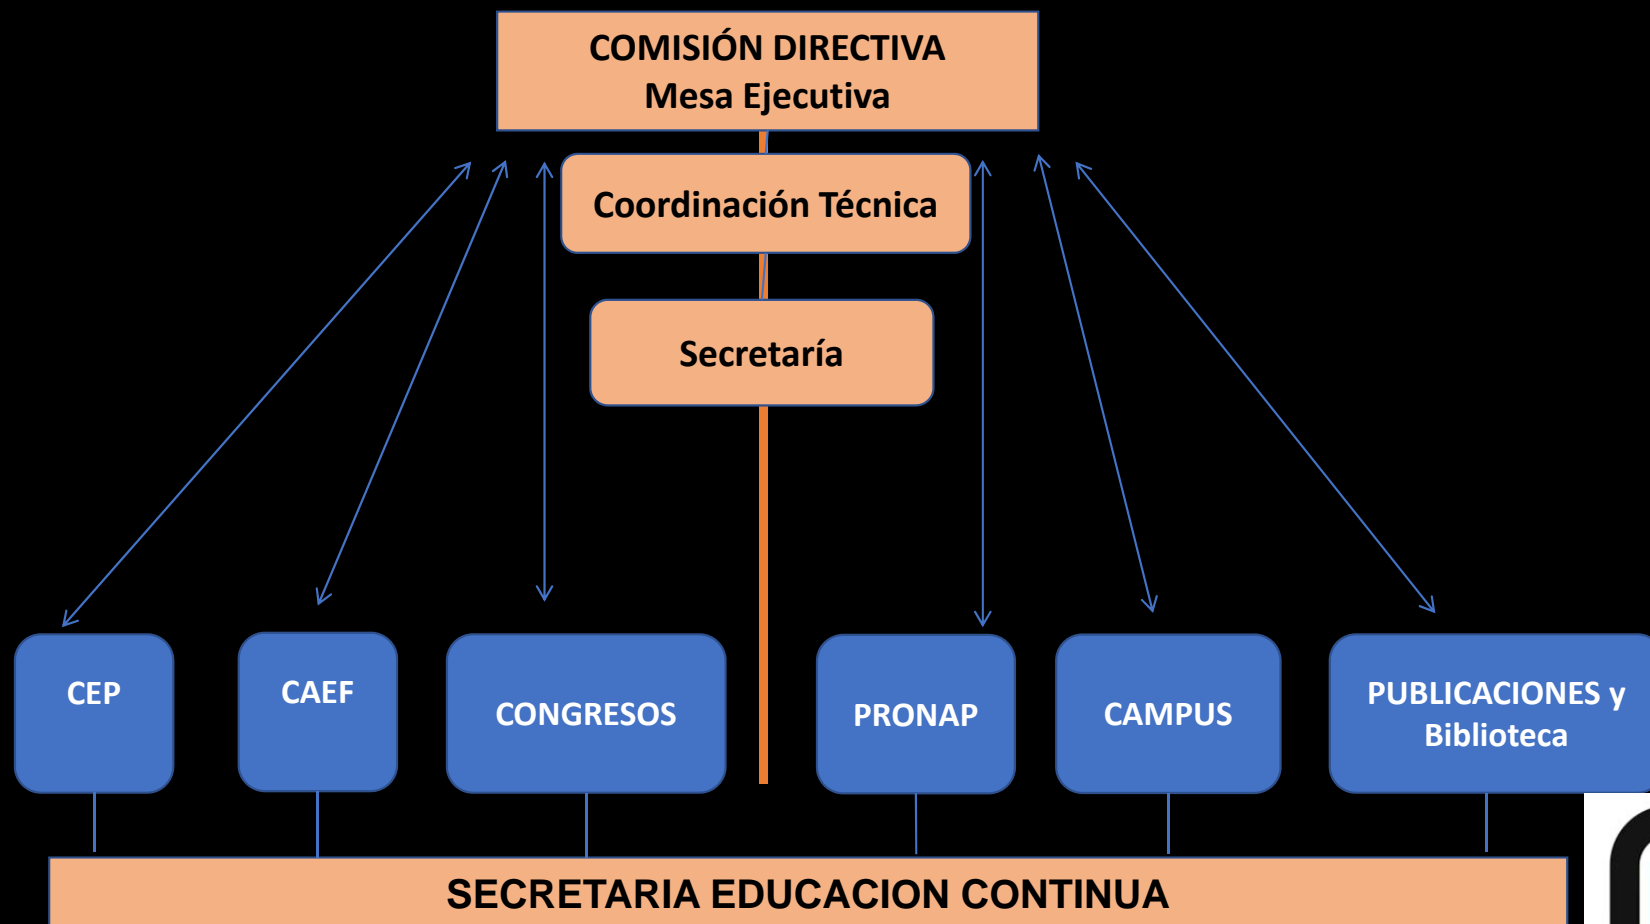 COMISIÓN DIRECTIVA
Mesa Ejecutiva
Coordinación Técnica
Secretaría
CEP
CAEF
CONGRESOS
PRONAP
CAMPUS
PUBLICACIONES y
Biblioteca
SECRETARIA EDUCACION CONTINUA